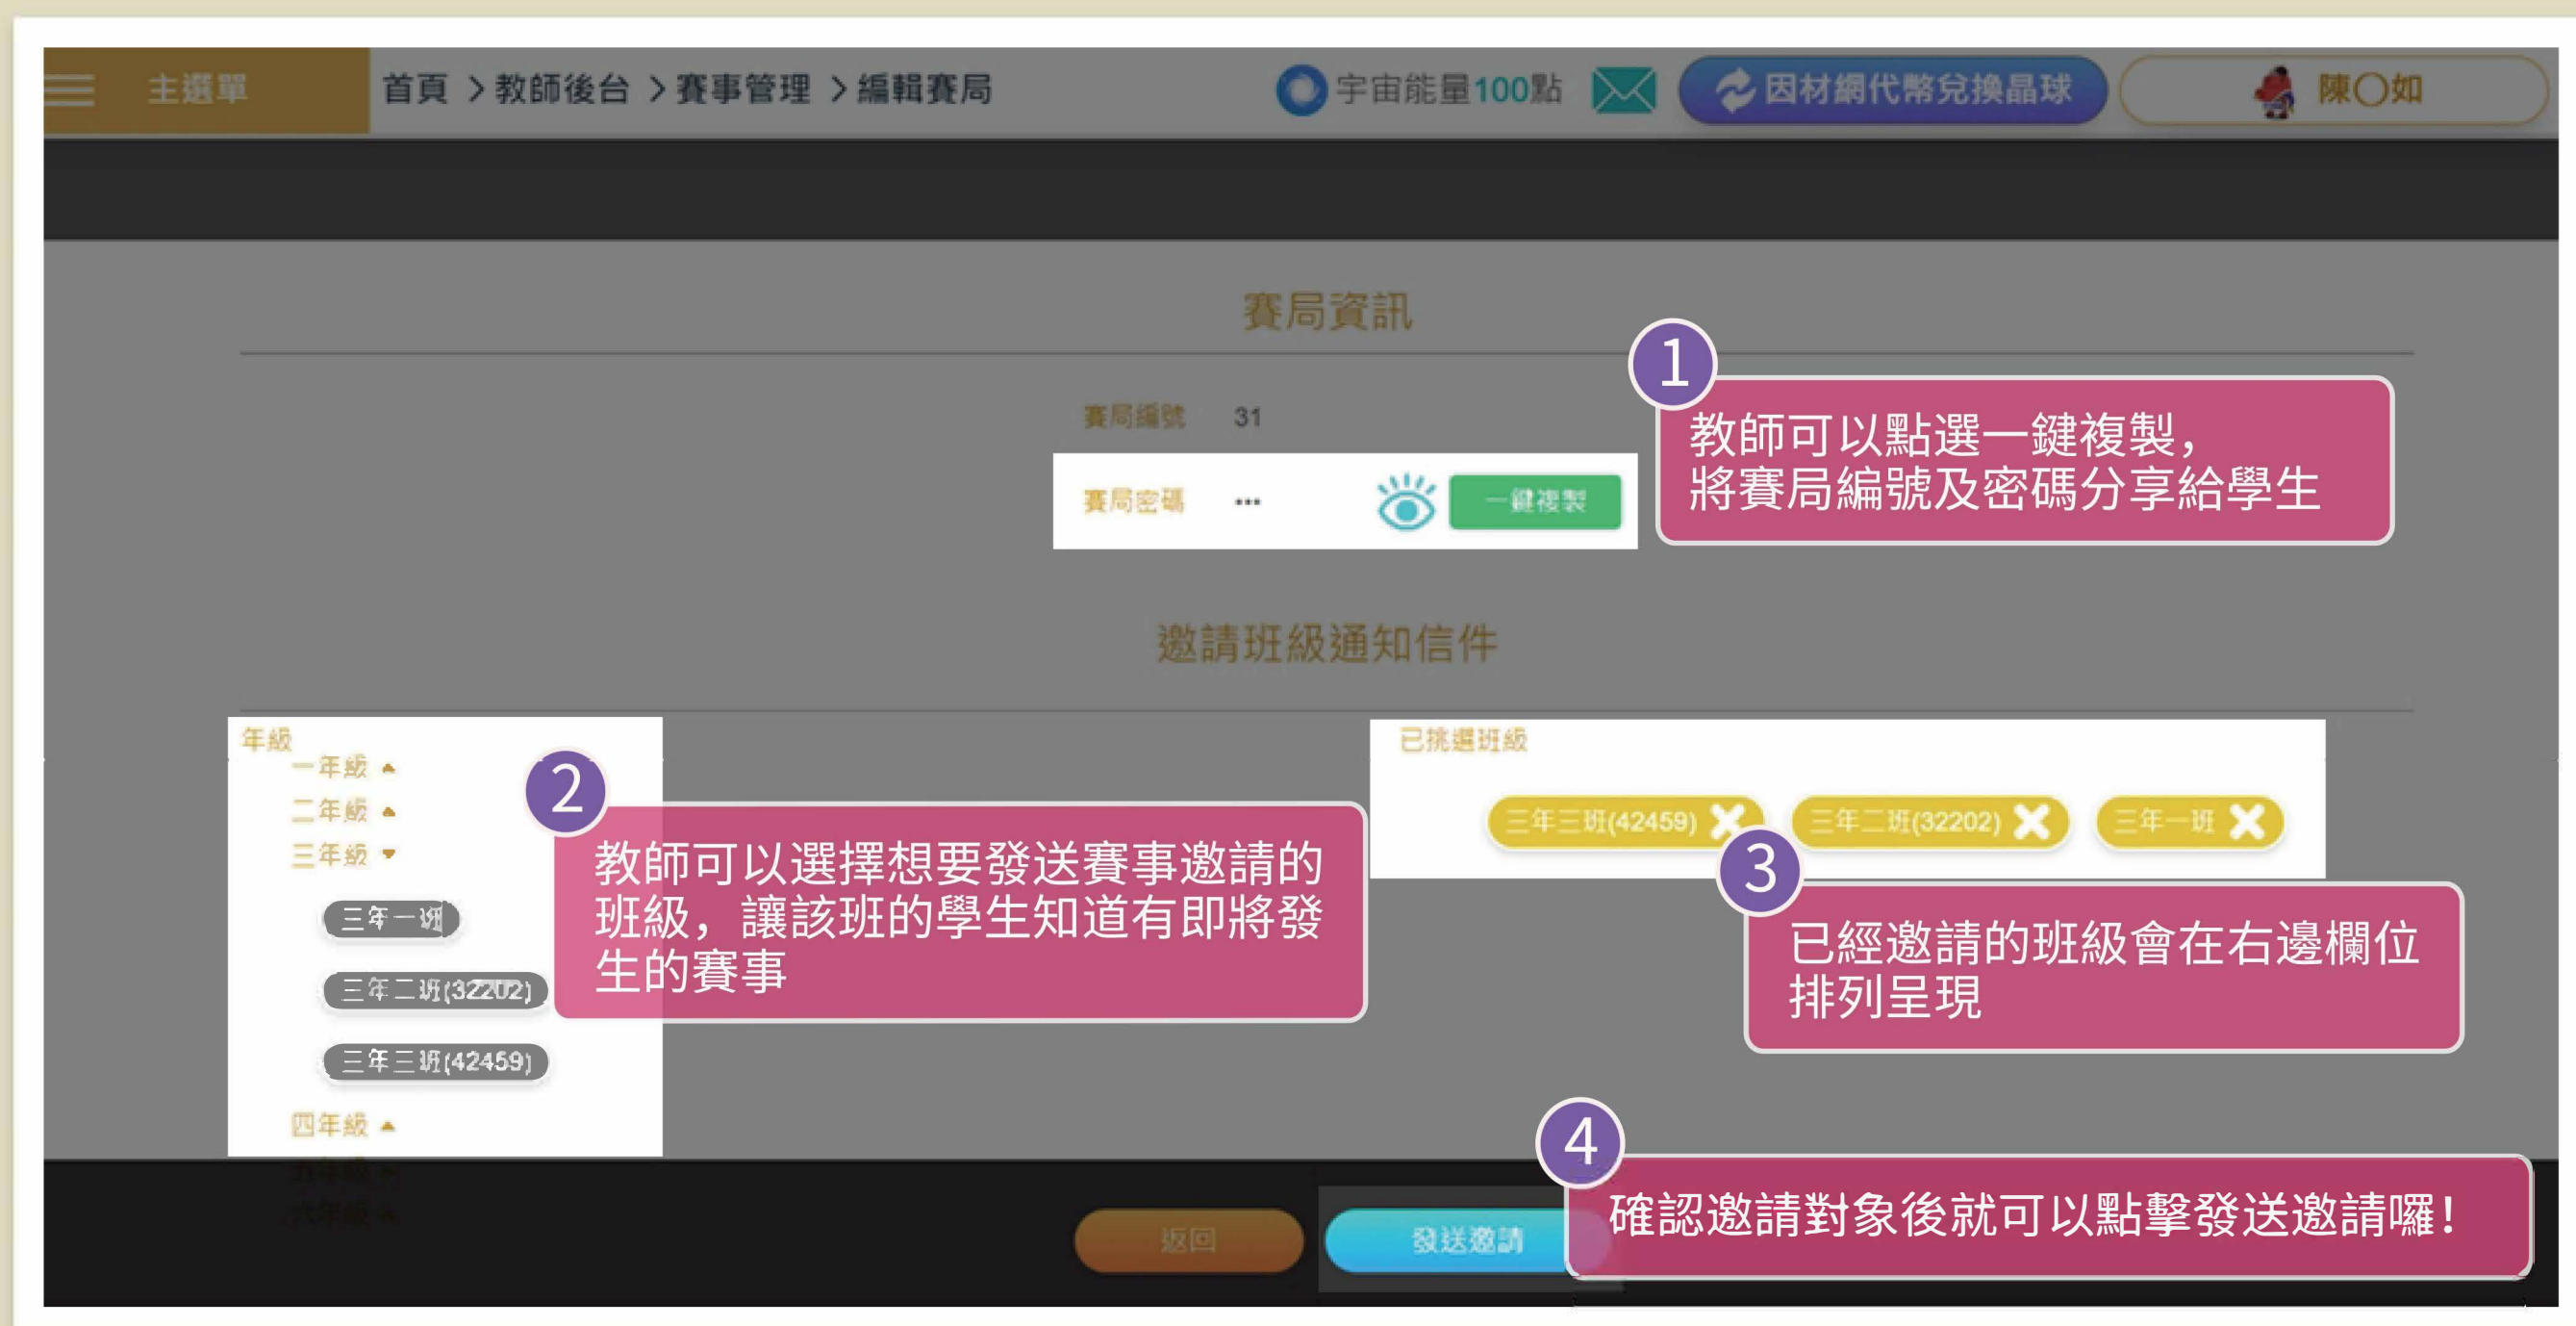 主選單
首頁 >教師後台 >賽事管理 >編輯賽局
宇宙能量100點
因材網代幣兌換晶球
陳○如
賽局資訊
賽局編號 31
賽局密碼 •••
一鍵複製
1
教師可以點選一鍵複製，
將賽局編號及密碼分享給學生
邀請班級通知信件
年級
一年級
二年級
三年級
三年一班
三年二班(32202)
三年三班(42459)
四年級
五年級
六年級
2
教師可以選擇想要發送賽事邀請的
班級，讓該班的學生知道有即將發
生的賽事
已挑選班級
三年三班(42459)
三年二班(32202)
三年一班
3
已經邀請的班級會在右邊欄位
排列呈現
返回
發送邀請
4
確認邀請對象後就可以點擊發送邀請囉！